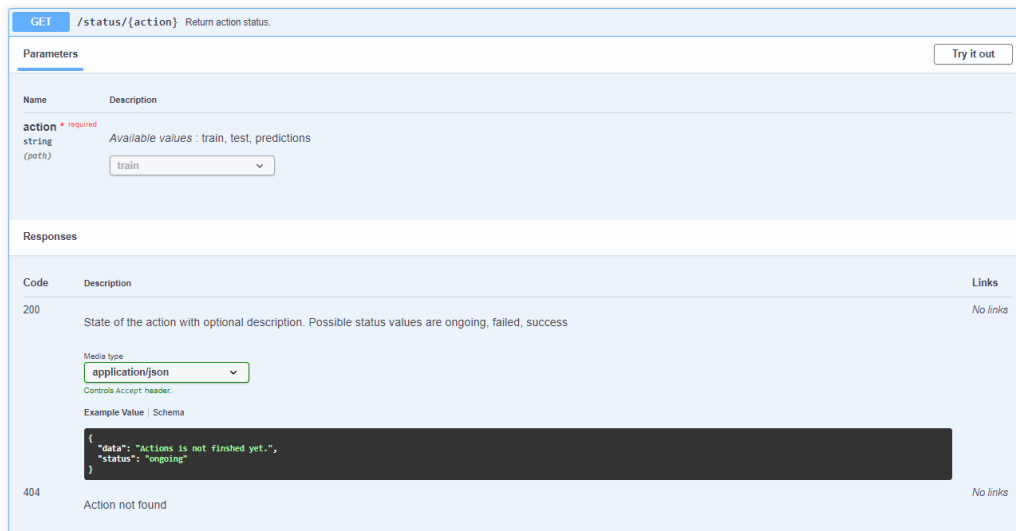 GET /status/{action} Return action status.
Parameters
Try it out
Name Description
action * required
string
(path)
Available values : train, test, predictions
train
Responses
Code Description Links
200 No links
State of the action with optional description. Possible status values are ongoing, failed, success
Media type
application/json
Controls Accept header.
Example Value | Schema
{
"data": "Actions is not finshed yet.",
"status": "ongoing"
}
404 No links
Action not found